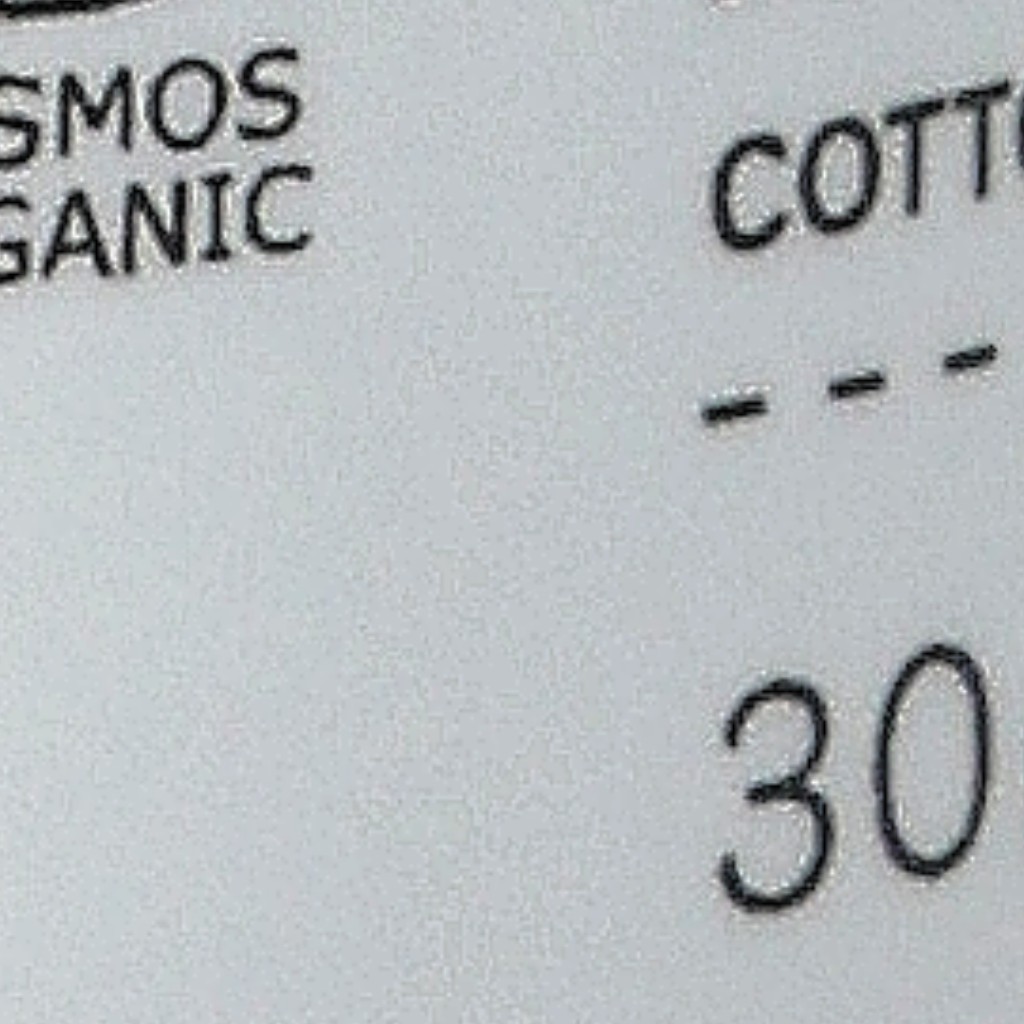 SMOS
GANIC
COTT
- - -
30